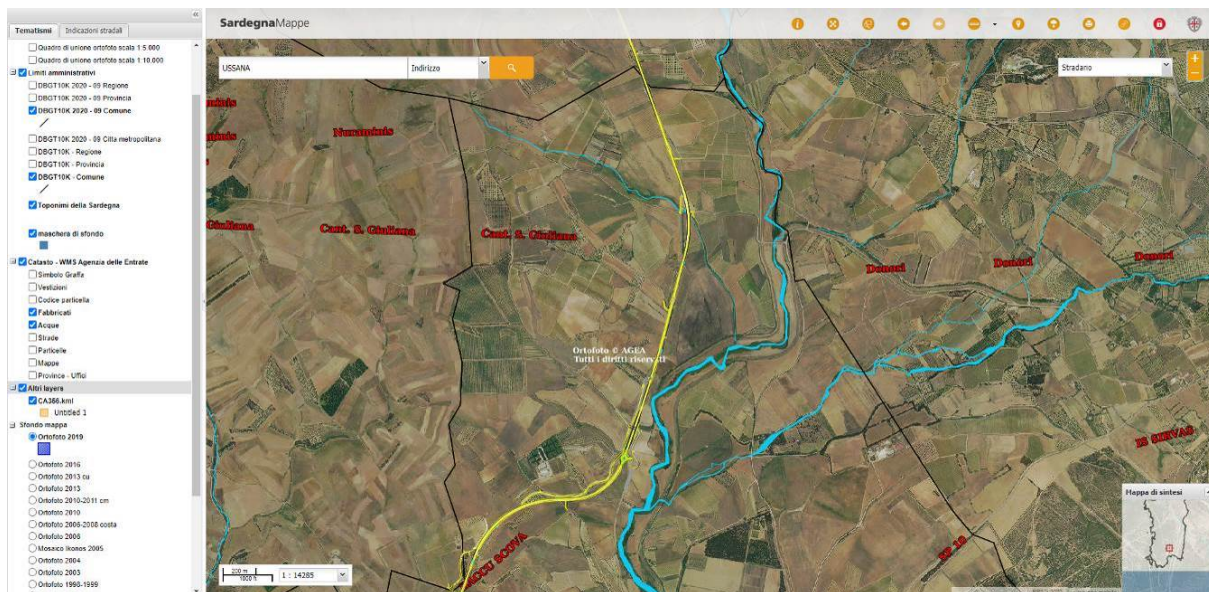 Tematismi
Indicazioni stradali
Quadro di unione ortofoto scala 1:5.000
Quadro di unione ortofoto scala 1:10.000
Limiti amministrativi
DBGT10K 2020 - 09 Regione
DBGT10K 2020 - 09 Provincia
DBGT10K 2020 - 09 Comune
DBGT10K 2020 - 09 Citta metropolitana
DBGT10K - Regione
DBGT10K - Provincia
DBGT10K - Comune
Toponimi della Sardegna
maschera di sfondo
Catasto - WMS Agenzia delle Entrate
Simbolo Graffa
Vestizioni
Codice particella
Fabbricati
Acque
Strade
Particelle
Mappe
Province - Uffici
Altri layers
CA366.kml
Untitled 1
Sfondo mappa
Ortofoto 2019
Ortofoto 2016
Ortofoto 2013 cu
Ortofoto 2013
Ortofoto 2010-2011 cm
Ortofoto 2010
Ortofoto 2006-2008 costa
Ortofoto 2006
Mosaico Ikonos 2005
Ortofoto 2004
Ortofoto 2003
Ortofoto 1998-1999
SardegnaMappe
USSANA
Indirizzo
Stradario
Nuraminis
Giuliana
Cant. S. Giuliana
Cant. S. Giuliana
Donori
Donori
Donori
Ortofoto © AGEA
Tutti i diritti riservati
IS SIRVAS
SP 10
Mappa di sintesi
200 m
1000 ft
1 : 14285